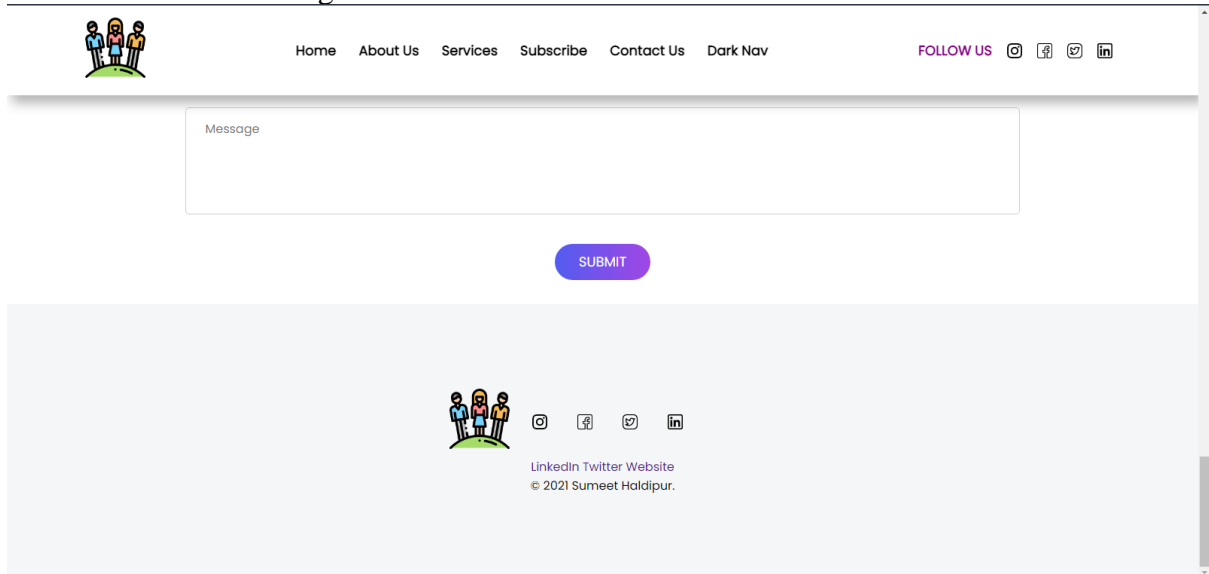 Home About Us Services Subscribe Contact Us Dark Nav FOLLOW US
Message
SUBMIT
LinkedIn Twitter Website
© 2021 Sumeet Haldipur.